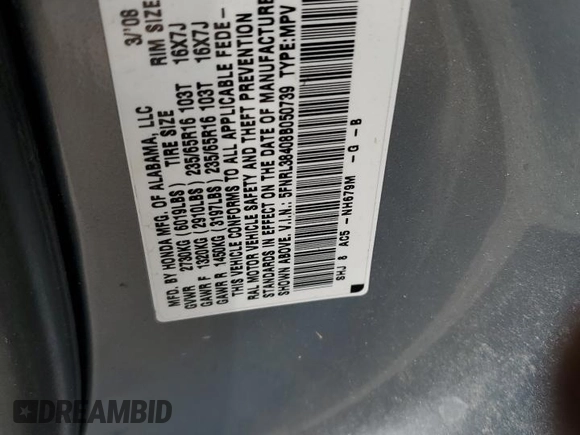 MFD. BY HONDA MFG. OF ALABAMA, LLC 3/'08
GVWR 2730KG (6019LBS) TIRE SIZE RIM SIZE
GAWR F 1320KG (2910LBS) 235/65R16 103T 16X7J
GAWR R 1450KG (3197LBS) 235/65R16 103T 16X7J
THIS VEHICLE CONFORMS TO ALL APPLICABLE FEDE-
RAL MOTOR VEHICLE SAFETY AND THEFT PREVENTION
STANDARDS IN EFFECT ON THE DATE OF MANUFACTURE
SHOWN ABOVE. V.I.N.: 5FNRL38408B050739 TYPE:MPV
SHJ 8 AC5 -NH679M -G -B
DREAMBID